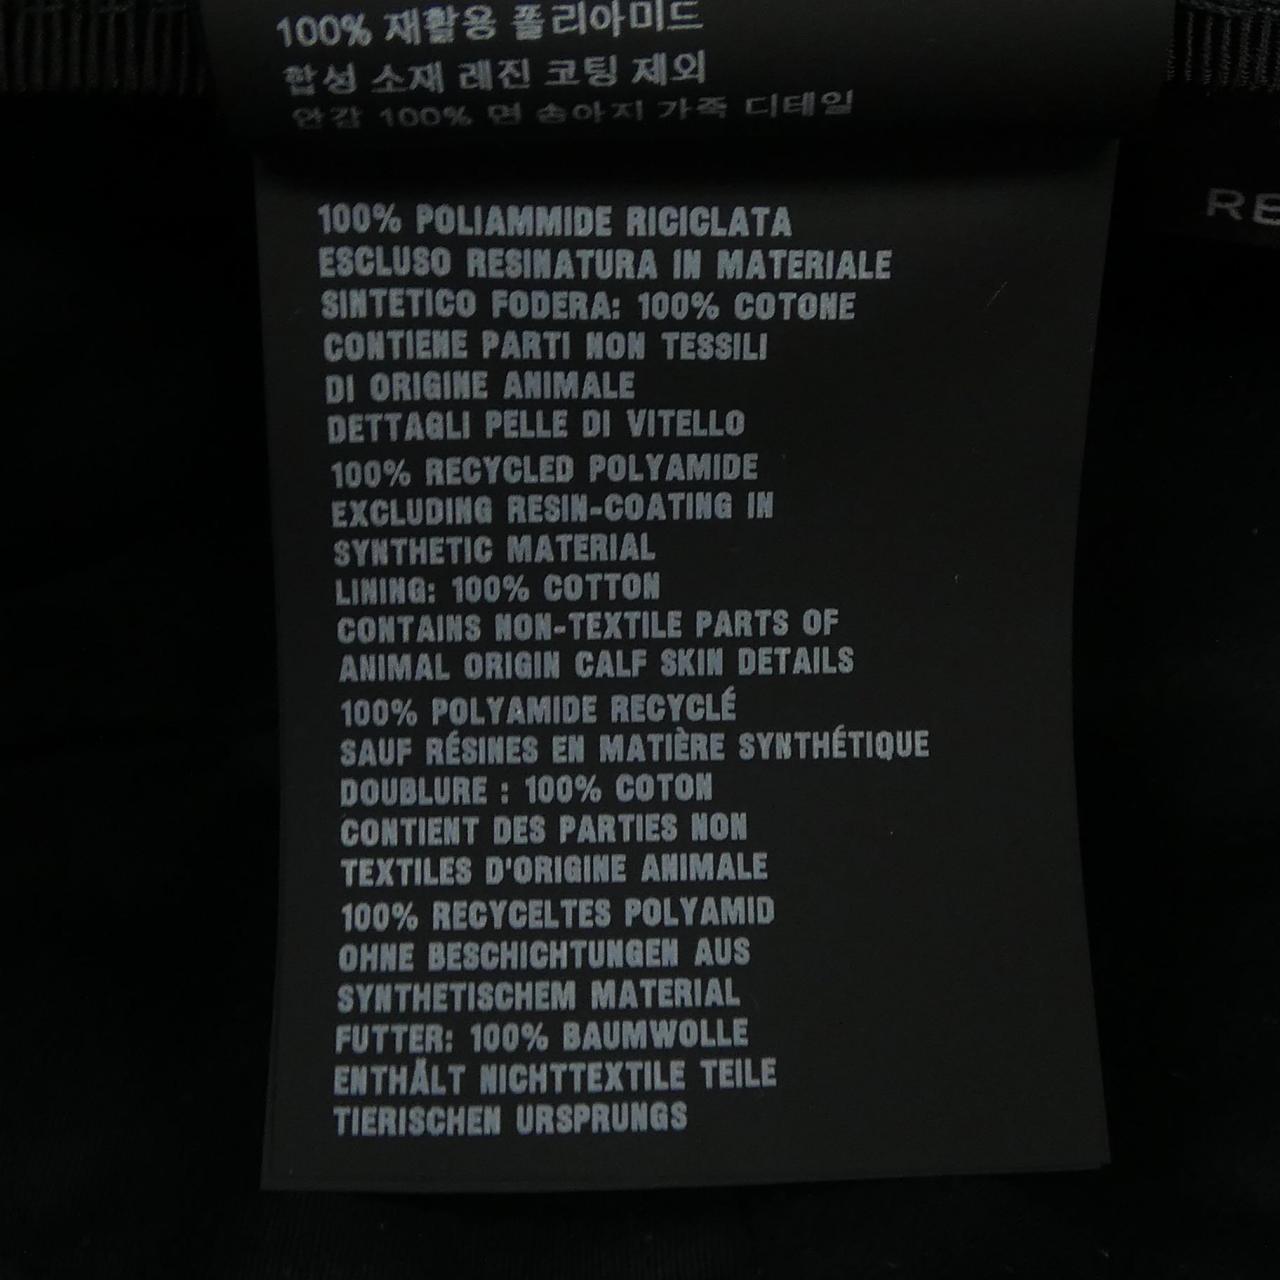 100% 재활용 폴리아미드
합성 소재 레진 코팅 제외
안감 100% 면 송아지 가죽 디테일
RE
100% POLIAMMIDE RICICLATA
ESCLUSO RESINATURA IN MATERIALE
SINTETICO FODERA: 100% COTONE
CONTIENE PARTI NON TESSILI
DI ORIGINE ANIMALE
DETTAGLI PELLE DI VITELLO
100% RECYCLED POLYAMIDE
EXCLUDING RESIN-COATING IN
SYNTHETIC MATERIAL
LINING: 100% COTTON
CONTAINS NON-TEXTILE PARTS OF
ANIMAL ORIGIN CALF SKIN DETAILS
100% POLYAMIDE RECYCLÉ
SAUF RÉSINES EN MATIÈRE SYNTHÉTIQUE
DOUBLURE : 100% COTON
CONTIENT DES PARTIES NON
TEXTILES D'ORIGINE ANIMALE
100% RECYCELTES POLYAMID
OHNE BESCHICHTUNGEN AUS
SYNTHETISCHEM MATERIAL
FUTTER: 100% BAUMWOLLE
ENTHÄLT NICHTTEXTILE TEILE
TIERISCHEN URSPRUNGS